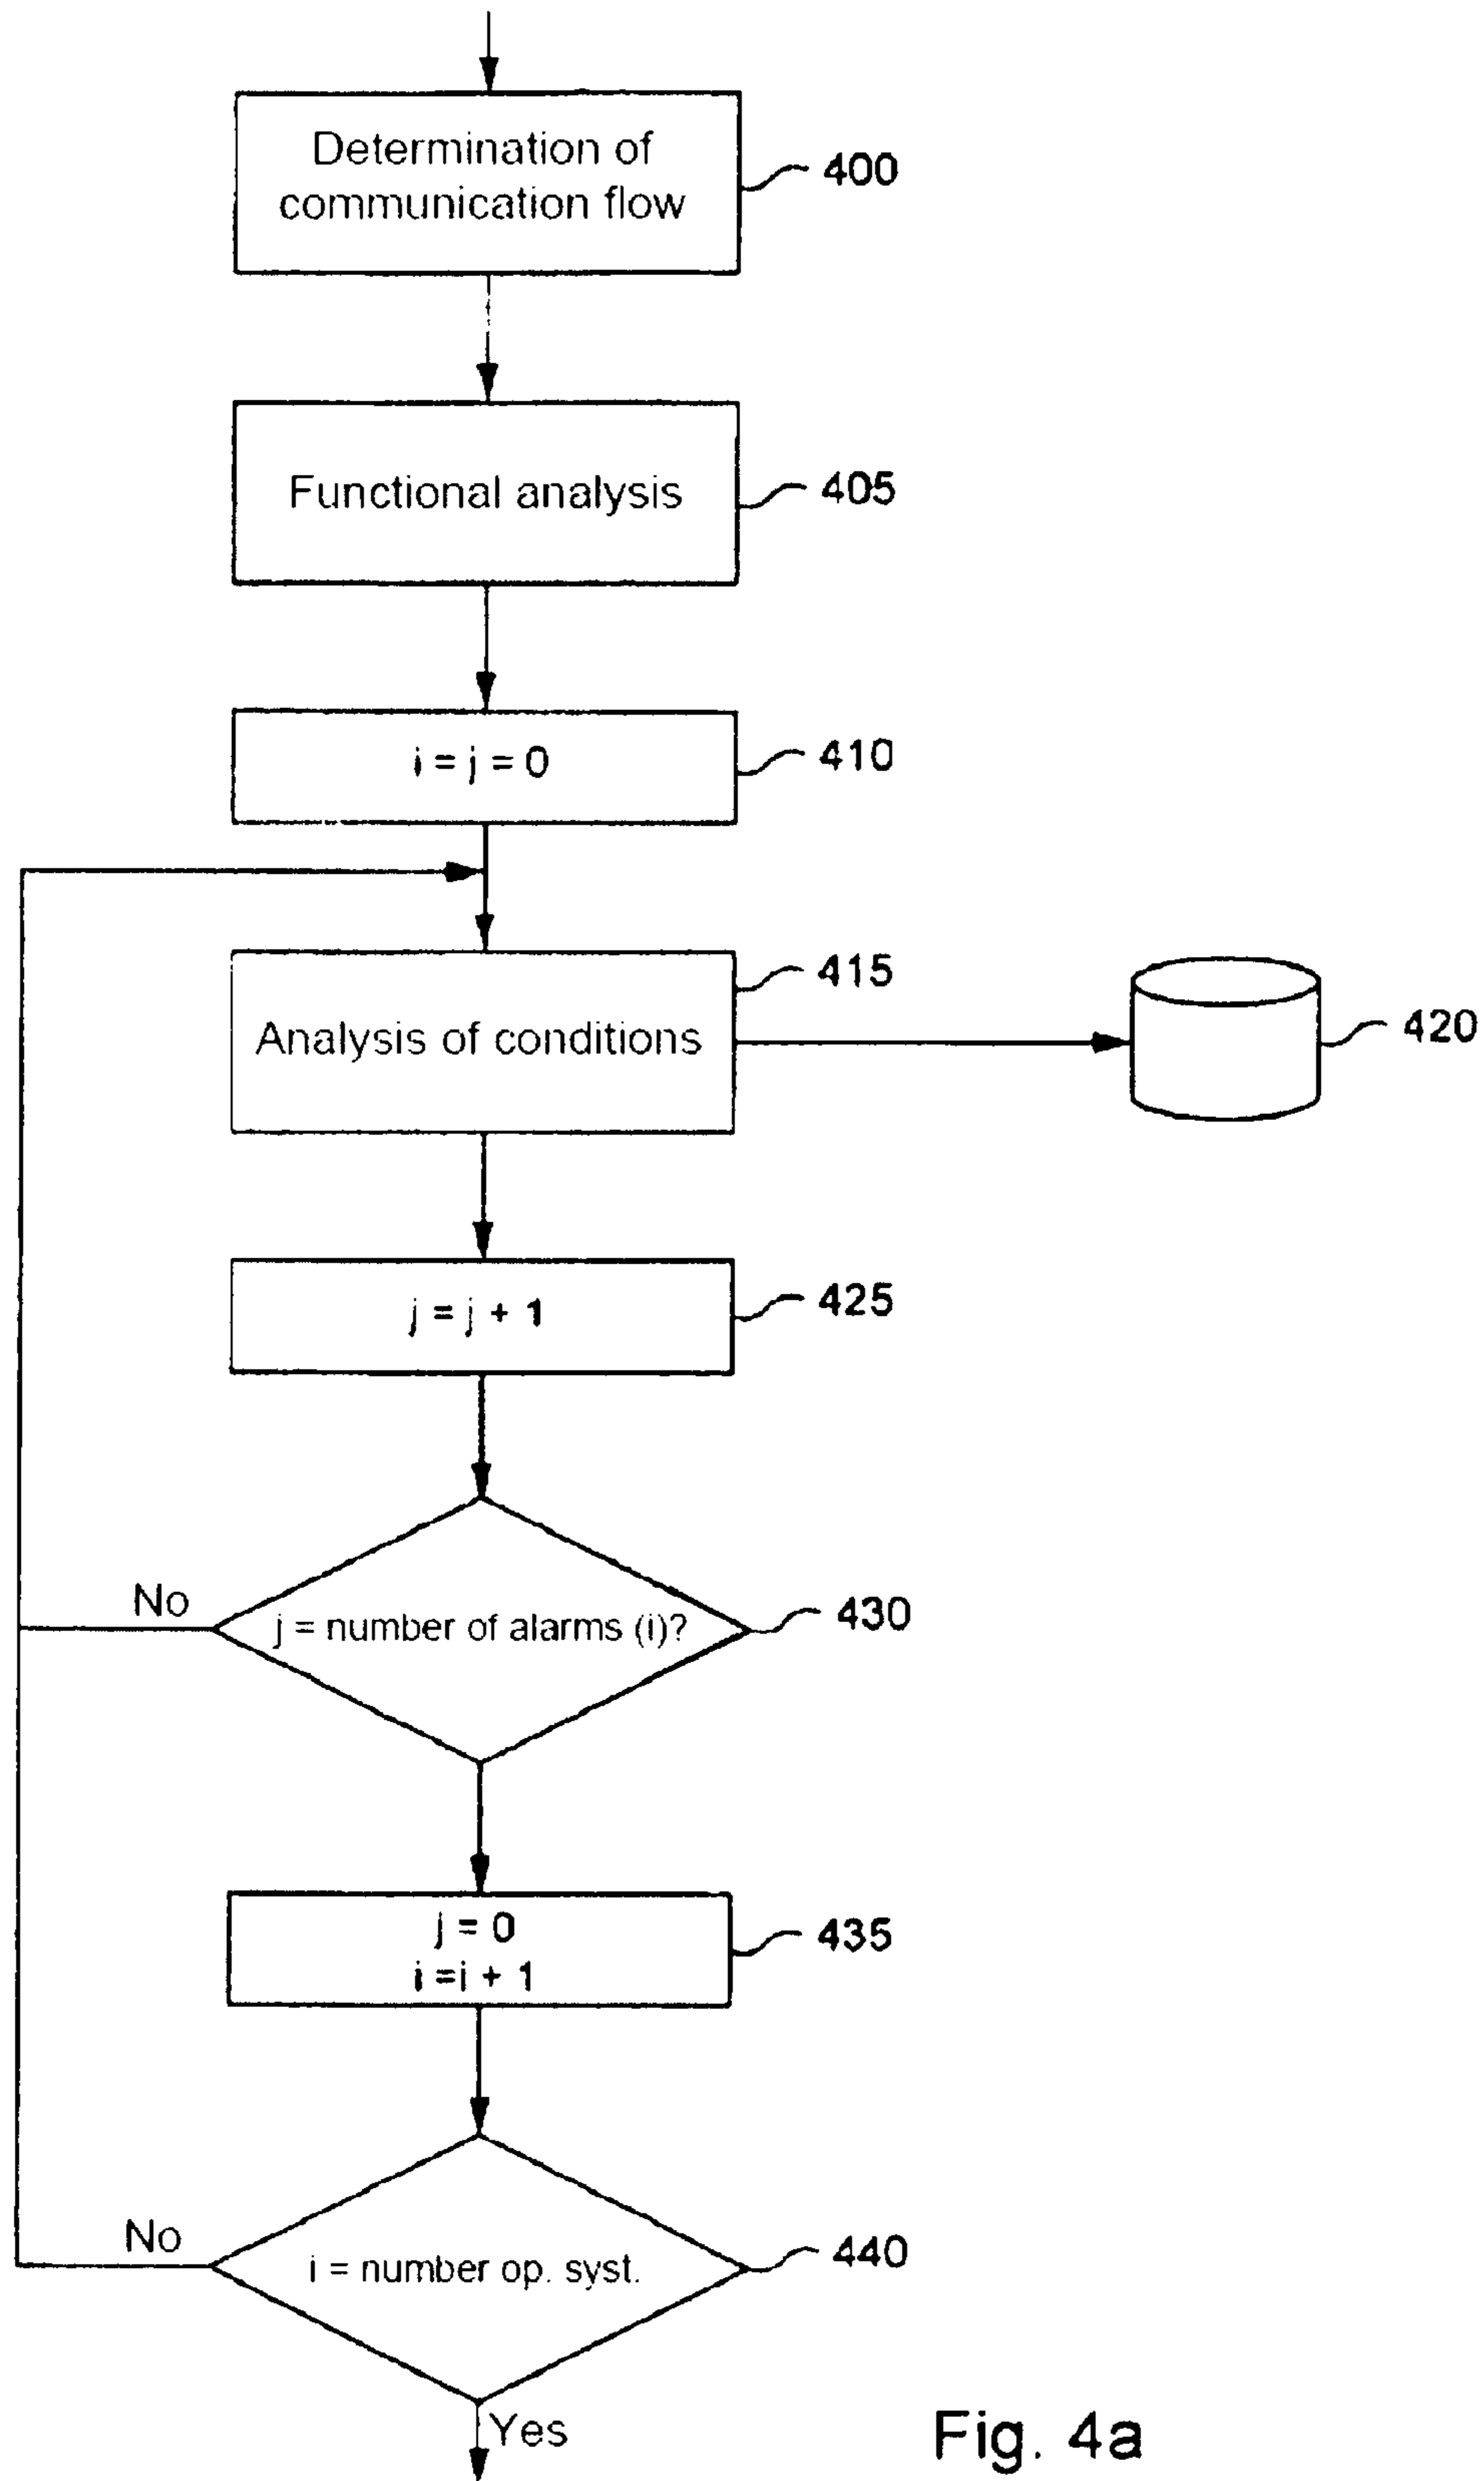 Determination of
communication flow
400
Functional analysis
405
i = j = 0
410
Analysis of conditions
415
420
j = j + 1
425
No
j = number of alarms (i)?
430
j = 0
i =i + 1
435
No
i = number op. syst.
440
Yes
Fig. 4a